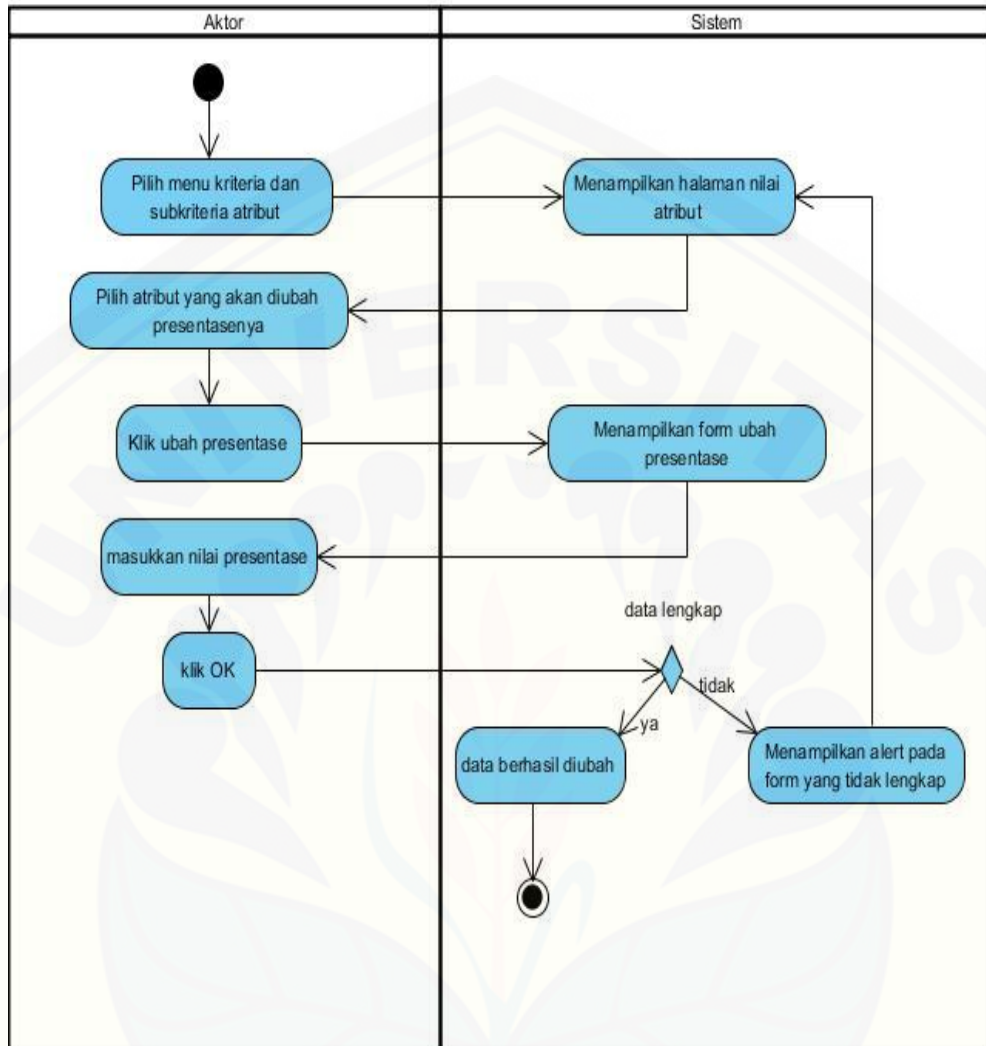 Aktor
Sistem
Pilih menu kriteria dan
subkriteria atribut
Menampilkan halaman nilai
atribut
Pilih atribut yang akan diubah
presentasenya
Klik ubah presentase
Menampilkan form ubah
presentase
masukkan nilai presentase
data lengkap
klik OK
tidak
ya
data berhasil diubah
Menampilkan alert pada
form yang tidak lengkap
UNIVERSITAS